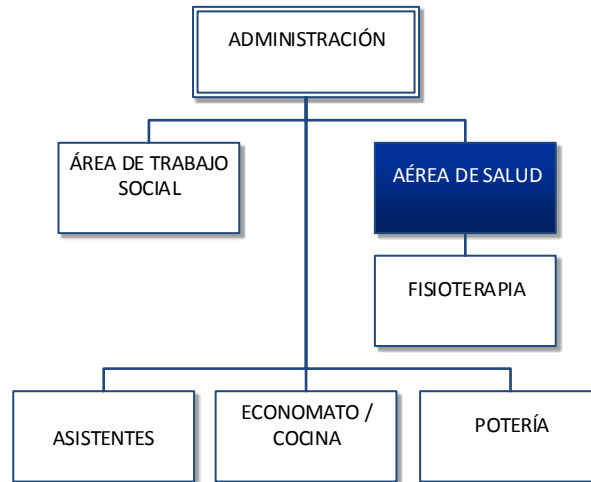 ADMINISTRACIÓN
ÁREA DE TRABAJO
SOCIAL
AÉREA DE SALUD
FISIOTERAPIA
ASISTENTES
ECONOMATO /
COCINA
POTERÍA